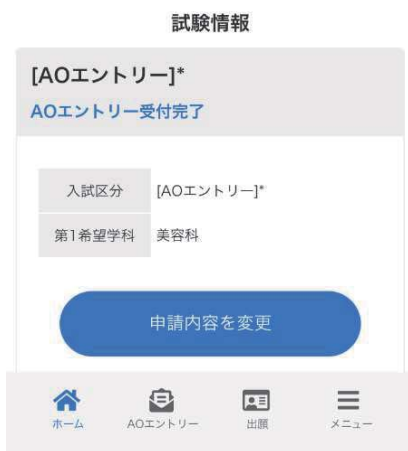 試験情報
[AOエントリー]*
AOエントリー受付完了
入試区分 [AOエントリー]*
第1希望学科 美容科
申請内容を変更
ホーム AOエントリー 出願 メニュー